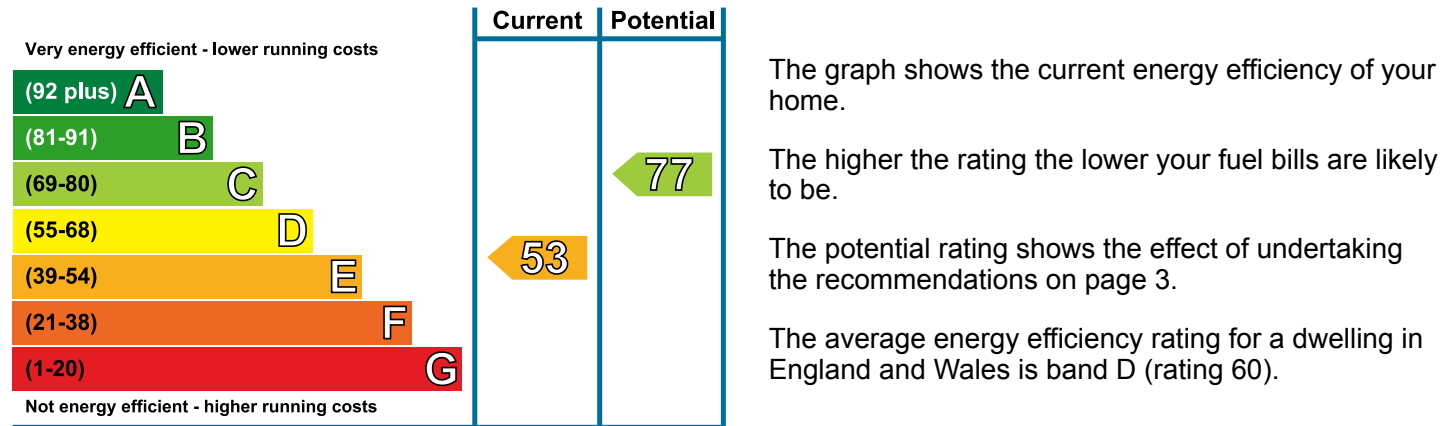 Current Potential
Very energy efficient - lower running costs
(92 plus) A
(81-91) B
(69-80) C
77
(55-68) D
53
(39-54) E
(21-38) F
(1-20) G
Not energy efficient - higher running costs
The graph shows the current energy efficiency of your
home.
The higher the rating the lower your fuel bills are likely
to be.
The potential rating shows the effect of undertaking
the recommendations on page 3.
The average energy efficiency rating for a dwelling in
England and Wales is band D (rating 60).